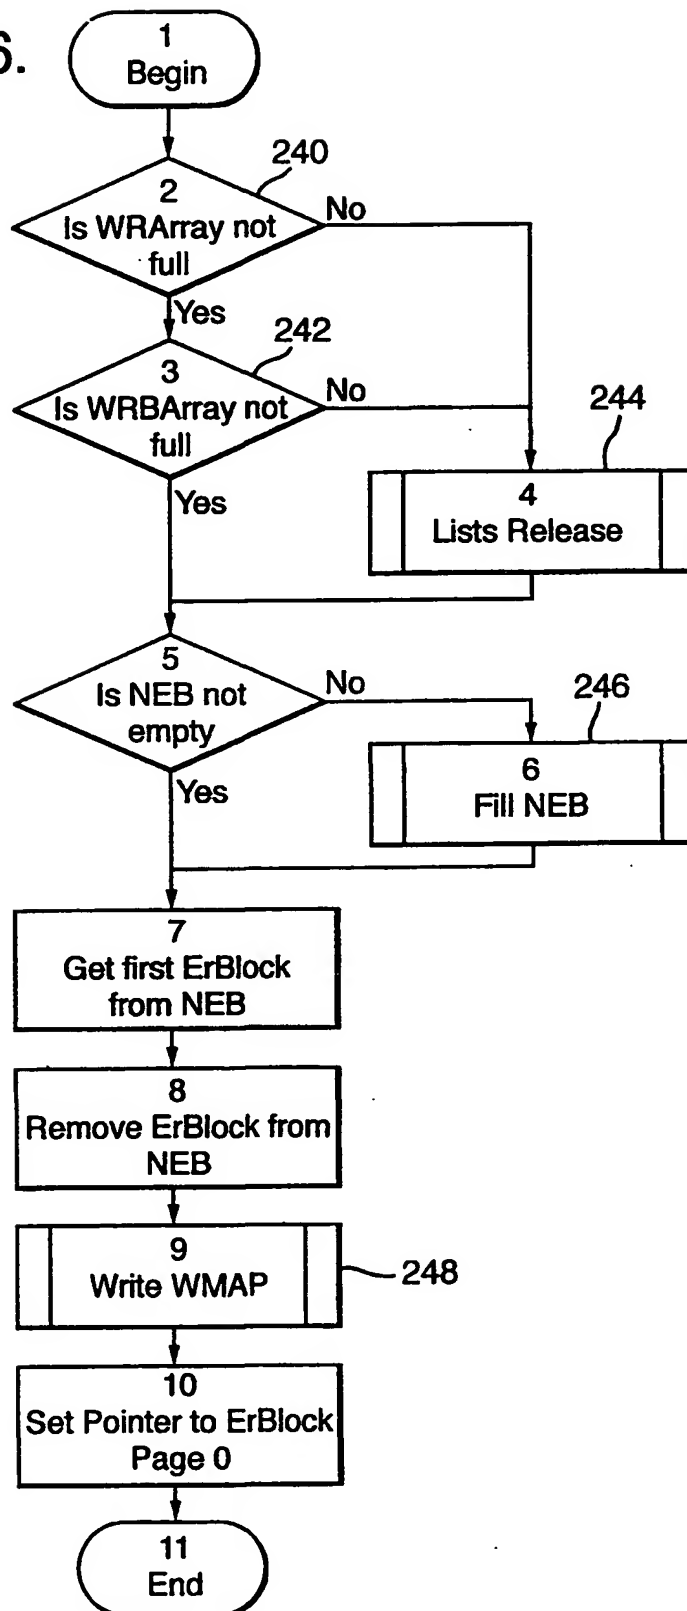 6.
1
Begin
240
2
Is WRArray not
full
No
Yes
242
3
Is WRBArray not
full
No
Yes
244
4
Lists Release
5
Is NEB not
empty
No
Yes
246
6
Fill NEB
7
Get first ErBlock
from NEB
8
Remove ErBlock from
NEB
9
Write WMAP
248
10
Set Pointer to ErBlock
Page 0
11
End